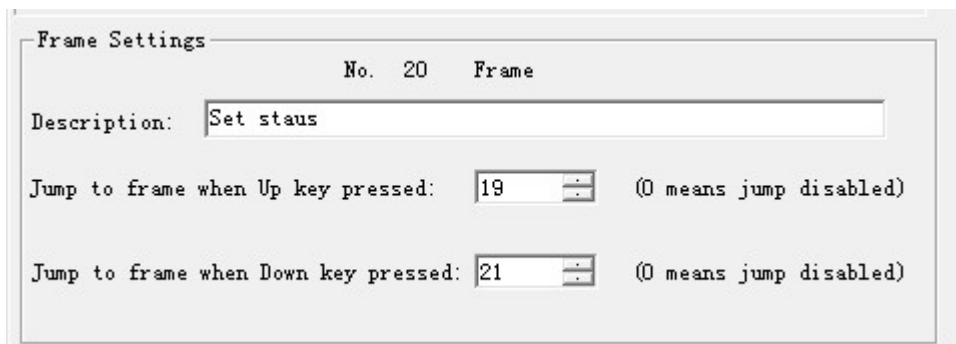 Frame Settings
No. 20 Frame
Description: Set staus
Jump to frame when Up key pressed: 19 (0 means jump disabled)
Jump to frame when Down key pressed: 21 (0 means jump disabled)